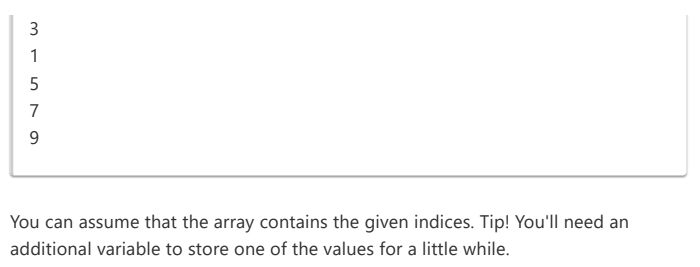 3
1
5
7
9
You can assume that the array contains the given indices. Tip! You'll need an
additional variable to store one of the values for a little while.